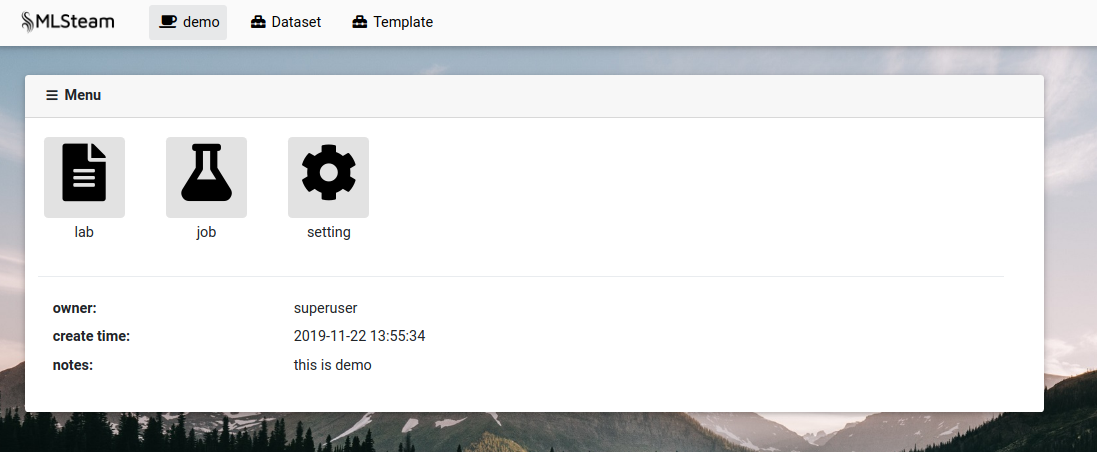 MLSteam demo Dataset Template
Menu
lab job setting
owner: superuser
create time: 2019-11-22 13:55:34
notes: this is demo